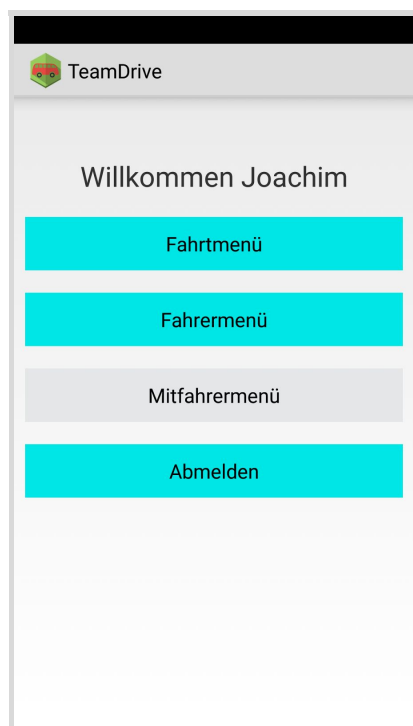 TeamDrive
Willkommen Joachim
Fahrtmenü
Fahrermenü
Mitfahrermenü
Abmelden